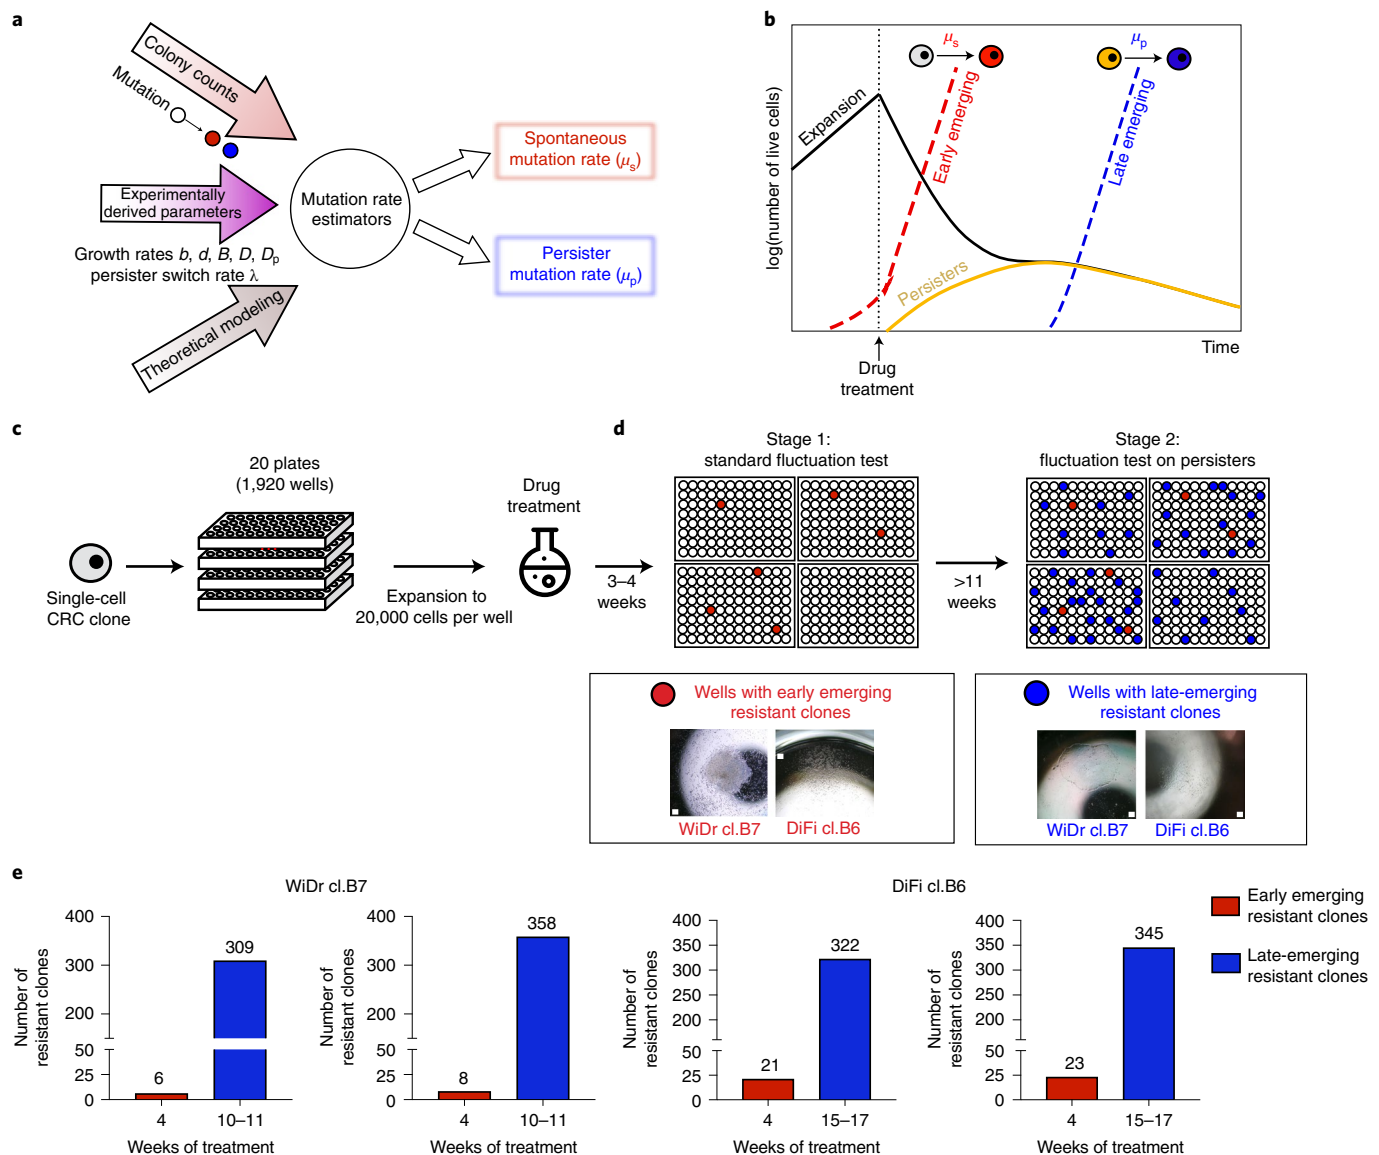 a
Colony counts
Mutation
Experimentally
derived parameters
Growth rates b, d, B, D, Dp
persister switch rate λ
Theoretical modeling
Mutation rate
estimators
Spontaneous
mutation rate (μs)
Persister
mutation rate (μp)
b
log(number of live cells)
Expansion
μs
Early emerging
μp
Late emerging
Persisters
Time
Drug
treatment
c
Single-cell
CRC clone
20 plates
(1,920 wells)
Expansion to
20,000 cells per well
Drug
treatment
3–4
weeks
d
Stage 1:
standard fluctuation test
>11
weeks
Stage 2:
fluctuation test on persisters
Wells with early emerging
resistant clones
WiDr cl.B7
DiFi cl.B6
Wells with late-emerging
resistant clones
WiDr cl.B7
DiFi cl.B6
e
WiDr cl.B7
Number of
resistant clones
400
300
200
50
25
0
6
309
4
10–11
Weeks of treatment
Number of
resistant clones
400
300
200
50
25
0
8
358
4
10–11
Weeks of treatment
DiFi cl.B6
Number of
resistant clones
400
350
300
250
200
50
25
0
21
322
4
15–17
Weeks of treatment
Number of
resistant clones
400
350
300
250
200
50
25
0
23
345
4
15–17
Weeks of treatment
Early emerging
resistant clones
Late-emerging
resistant clones